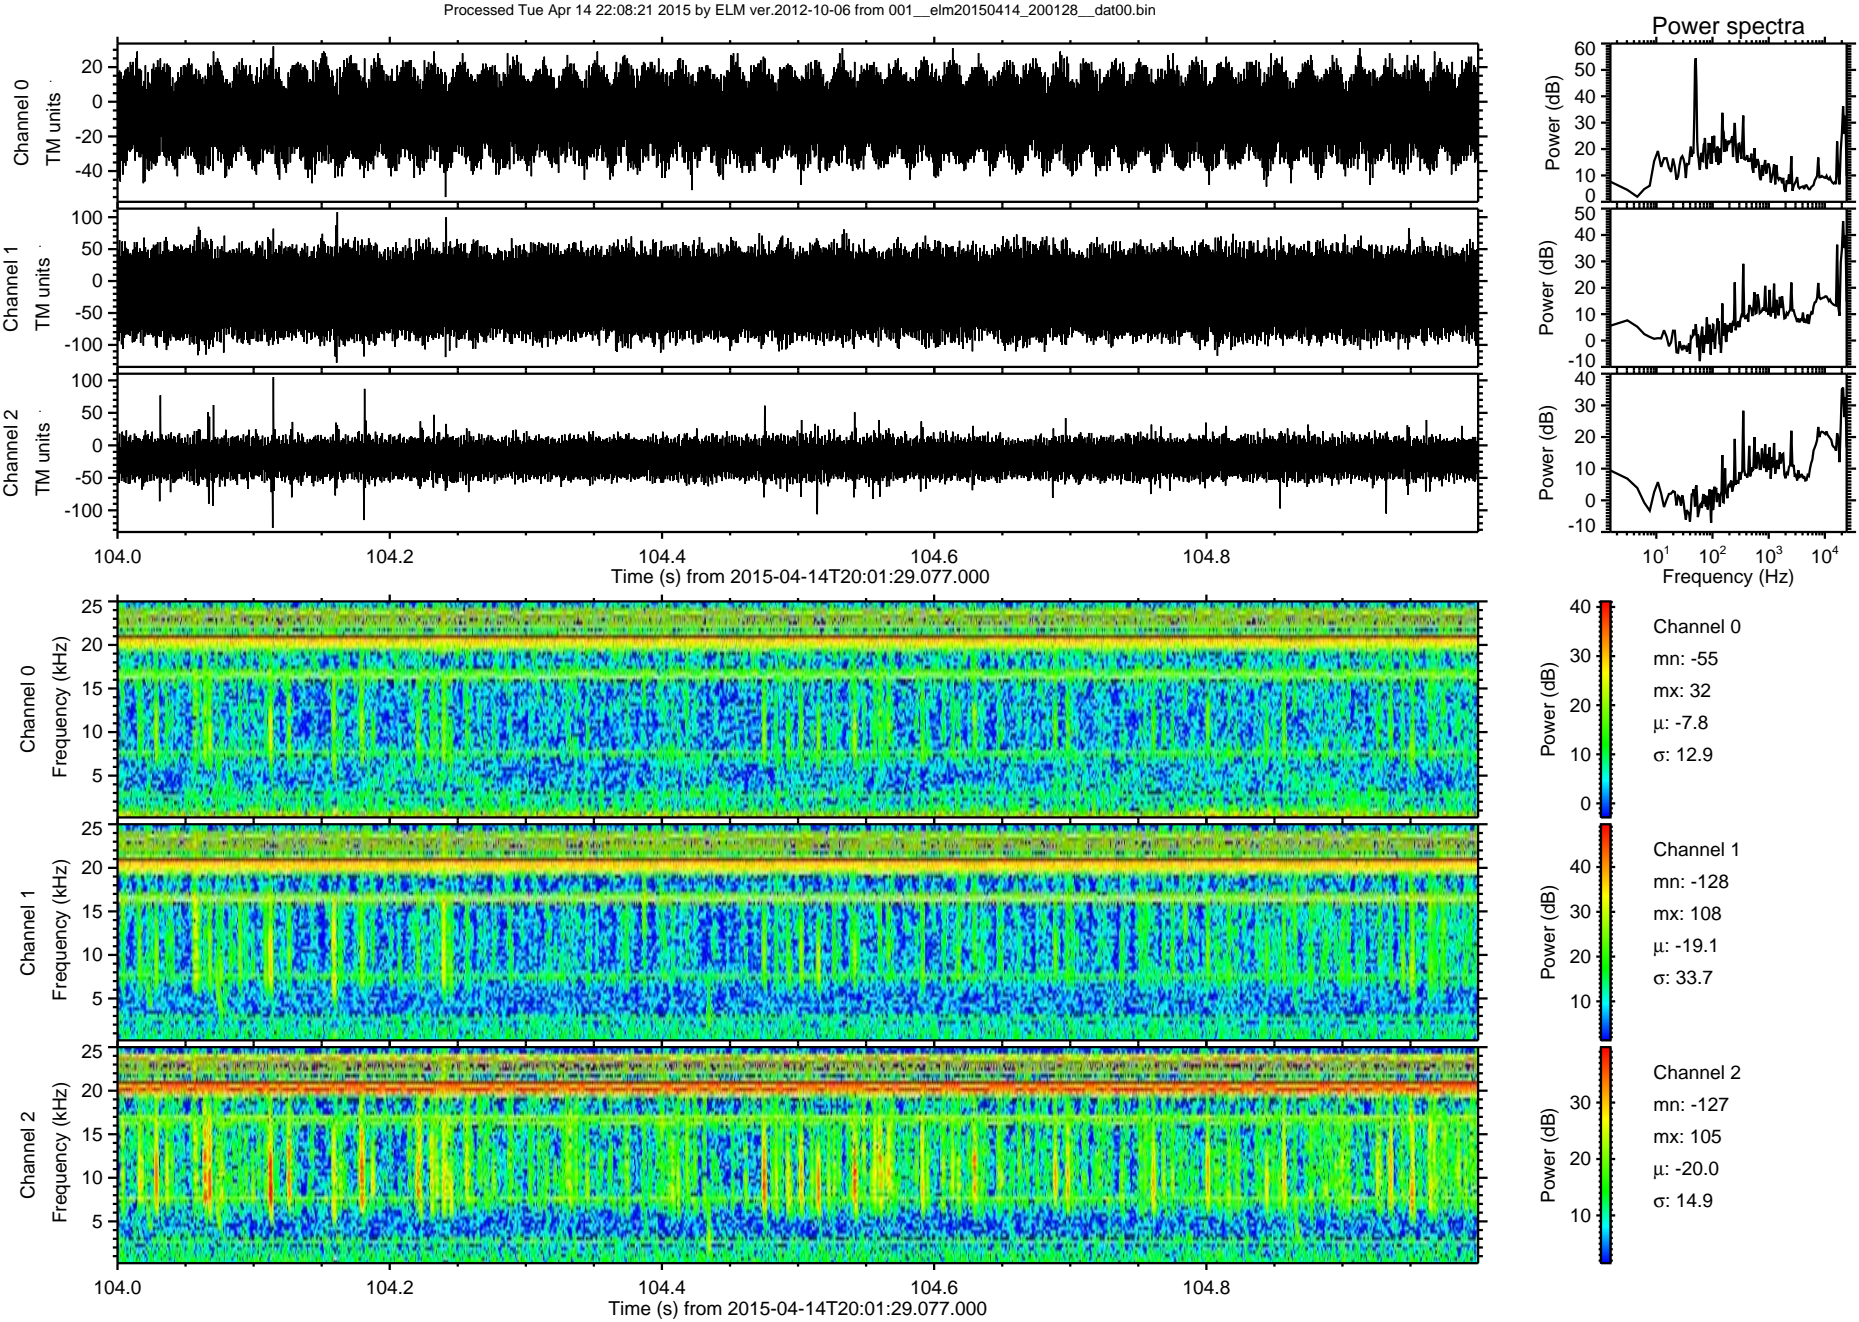 Processed Tue Apr 14 22:08:21 2015 by ELM ver.2012-10-06 from 001__elm20150414_200128__dat00.bin
Power spectra
Channel 0
TM units
20
0
-20
-40
Power (dB)
60
50
40
30
20
10
0
Channel 1
TM units
100
50
0
-50
-100
Power (dB)
50
40
30
20
10
0
-10
Channel 2
TM units
100
50
0
-50
-100
Power (dB)
40
30
20
10
0
-10
104.0 104.2 104.4 104.6 104.8
Time (s) from 2015-04-14T20:01:29.077.000
10^1 10^2 10^3 10^4
Frequency (Hz)
Channel 0
Frequency (kHz)
25
20
15
10
5
Power (dB)
40
30
20
10
0
Channel 0
mn: -55
mx: 32
μ: -7.8
σ: 12.9
Channel 1
Frequency (kHz)
25
20
15
10
5
Power (dB)
40
30
20
10
Channel 1
mn: -128
mx: 108
μ: -19.1
σ: 33.7
Channel 2
Frequency (kHz)
25
20
15
10
5
Power (dB)
30
20
10
Channel 2
mn: -127
mx: 105
μ: -20.0
σ: 14.9
104.0 104.2 104.4 104.6 104.8
Time (s) from 2015-04-14T20:01:29.077.000